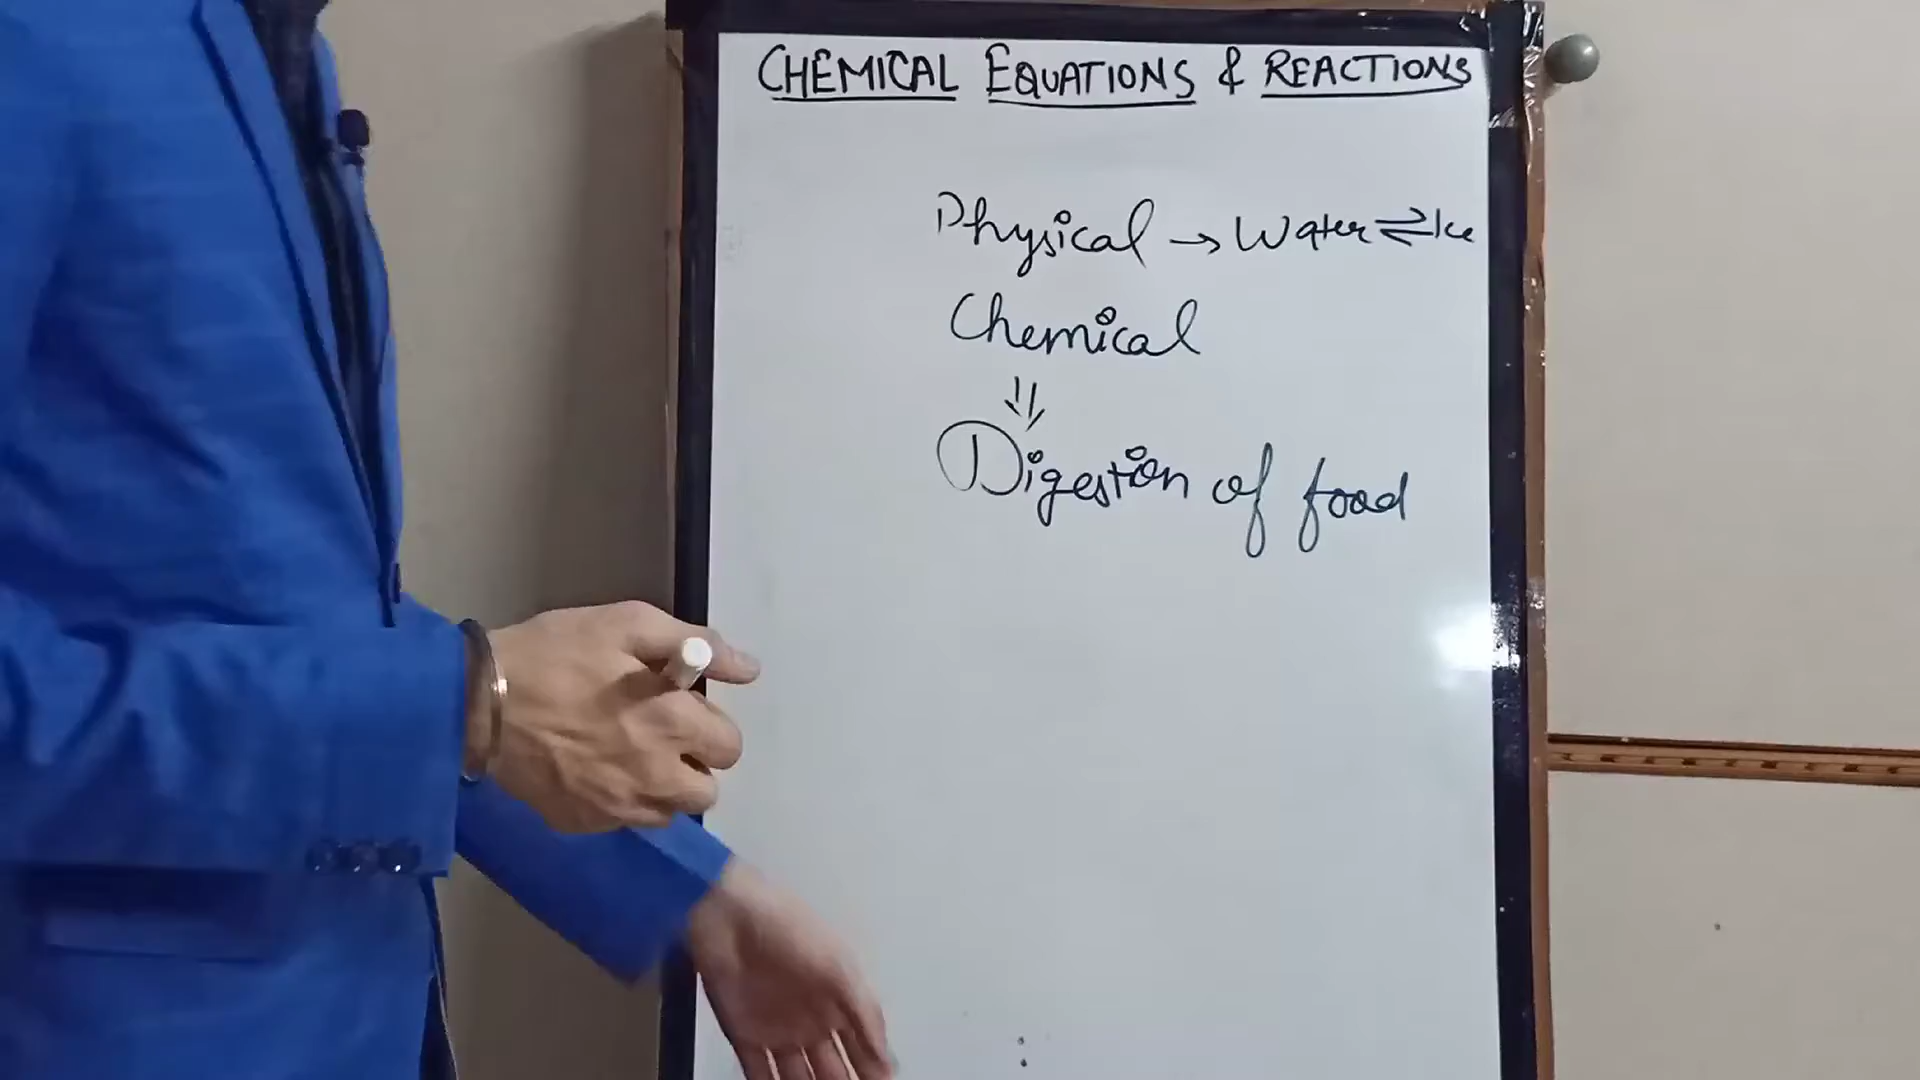 CHEMICAL EQUATIONS & REACTIONS
Physical → Water ⇌ Ice
Chemical
Digestion of food